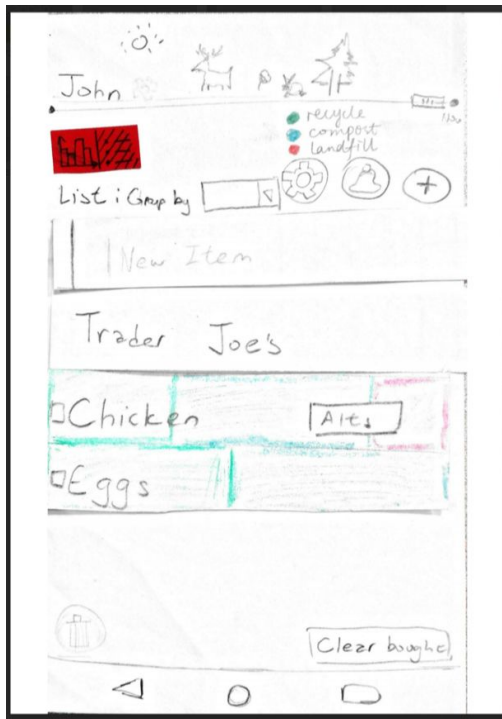 John
recycle
compost
landfill
List : Group by
New Item
Trader Joe's
Chicken
Alt.
Eggs
Clear bought